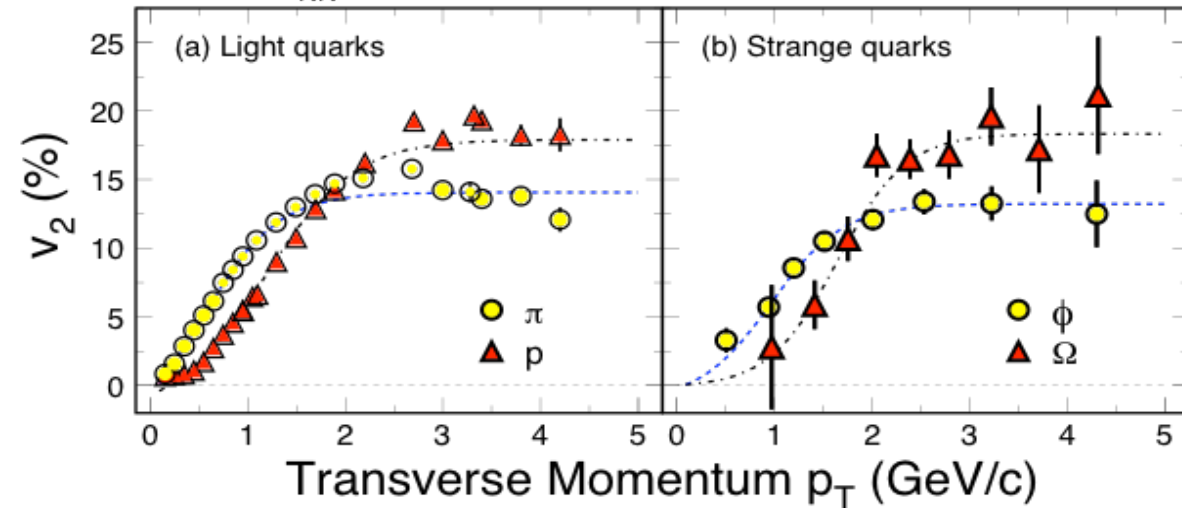 (a) Light quarks
(b) Strange quarks
25
20
15
10
5
0
v₂ (%)
π
p
ϕ
Ω
0 1 2 3 4 5
0 1 2 3 4 5
Transverse Momentum p_T (GeV/c)